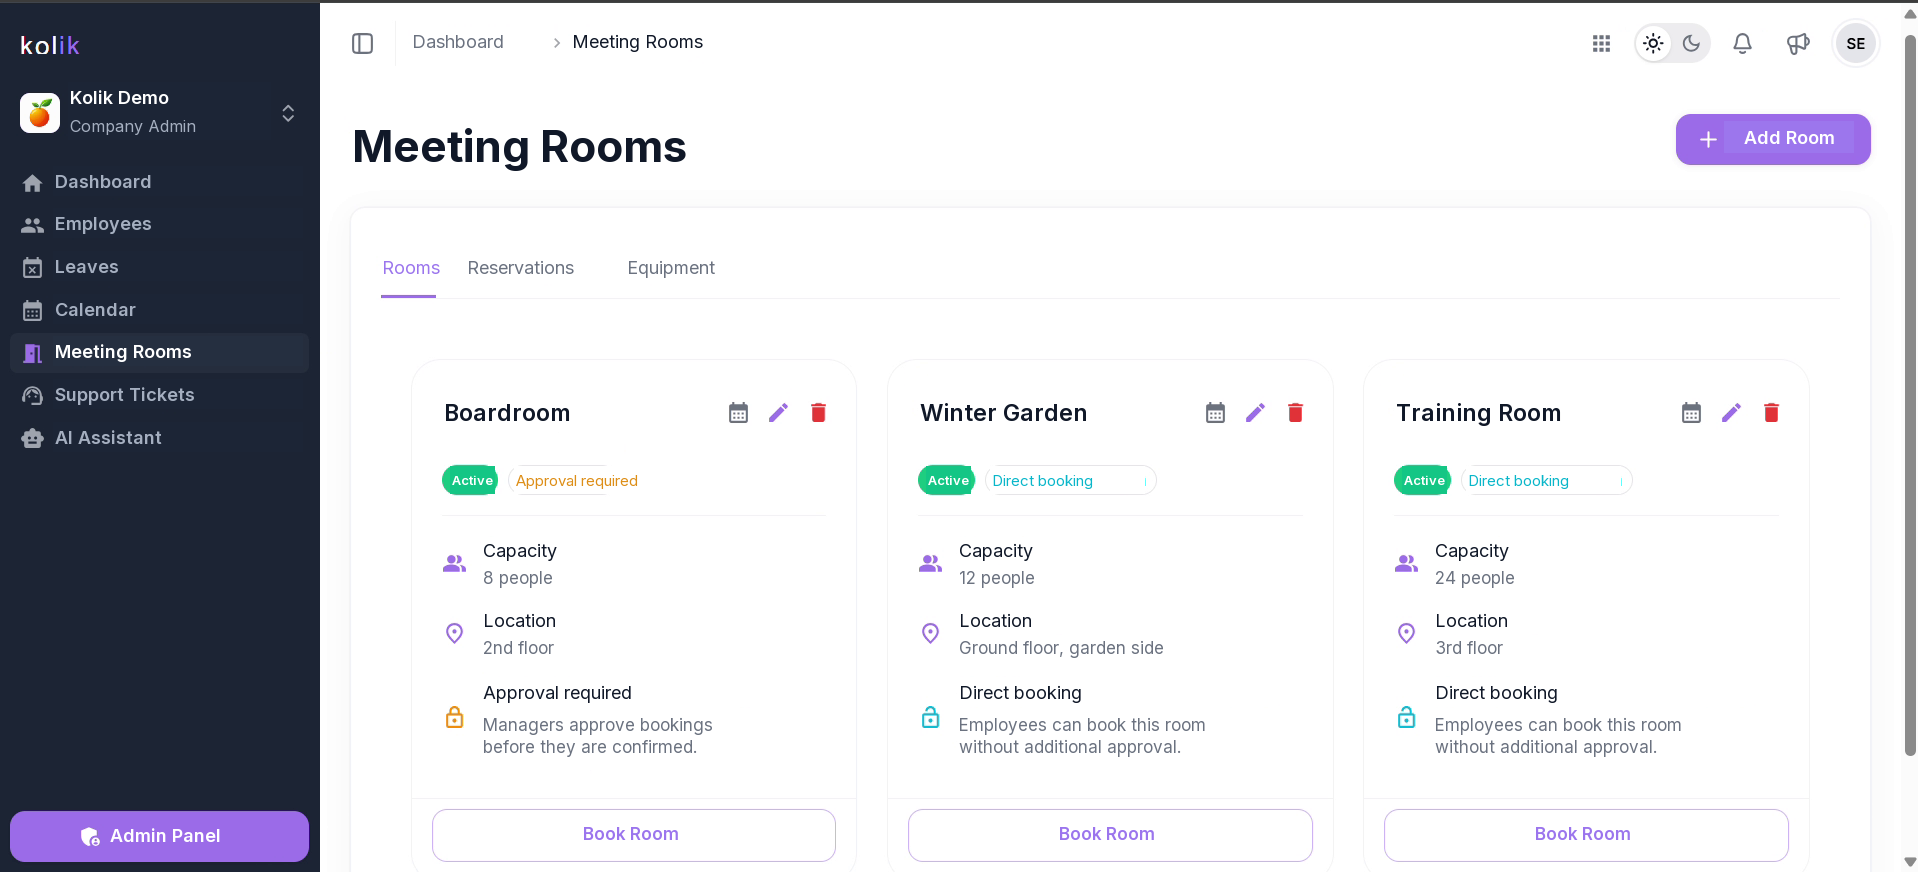 kolik
Kolik Demo
Company Admin
Dashboard
Employees
Leaves
Calendar
Meeting Rooms
Support Tickets
AI Assistant
Admin Panel
Dashboard > Meeting Rooms
SE
Meeting Rooms
Add Room
Rooms Reservations Equipment
Boardroom
Active Approval required
Capacity
8 people
Location
2nd floor
Approval required
Managers approve bookings
before they are confirmed.
Book Room
Winter Garden
Active Direct booking
Capacity
12 people
Location
Ground floor, garden side
Direct booking
Employees can book this room
without additional approval.
Book Room
Training Room
Active Direct booking
Capacity
24 people
Location
3rd floor
Direct booking
Employees can book this room
without additional approval.
Book Room